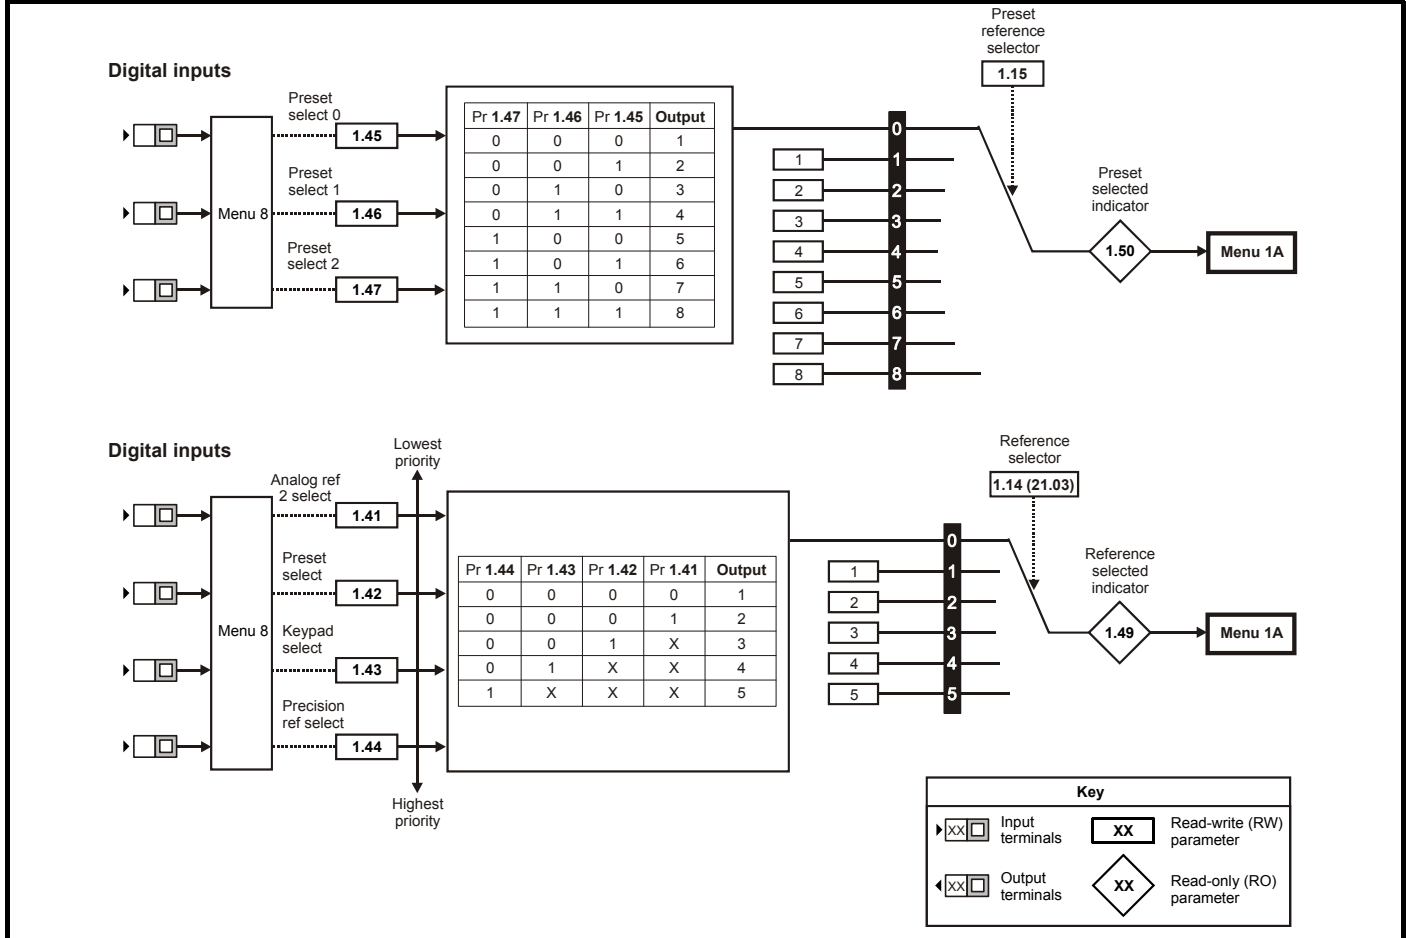 Preset
reference
selector
1.15
Digital inputs
Preset
select 0
1.45
Preset
select 1
Menu 8
1.46
Preset
select 2
1.47
Pr 1.47 Pr 1.46 Pr 1.45 Output
0 0 0 1
0 0 1 2
0 1 0 3
0 1 1 4
1 0 0 5
1 0 1 6
1 1 0 7
1 1 1 8
0
1 1
2 2
3 3
4 4
5 5
6 6
7 7
8 8
Preset
selected
indicator
1.50
Menu 1A
Digital inputs
Analog ref
2 select
1.41
Preset
select
1.42
Menu 8
Keypad
select
1.43
Precision
ref select
1.44
Lowest
priority
Highest
priority
Pr 1.44 Pr 1.43 Pr 1.42 Pr 1.41 Output
0 0 0 0 1
0 0 0 1 2
0 0 1 X 3
0 1 X X 4
1 X X X 5
Reference
selector
1.14 (21.03)
0
1 1
2 2
3 3
4 4
5 5
Reference
selected
indicator
1.49
Menu 1A
Key
XX
Input
terminals
XX
Read-write (RW)
parameter
XX
Output
terminals
XX
Read-only (RO)
parameter